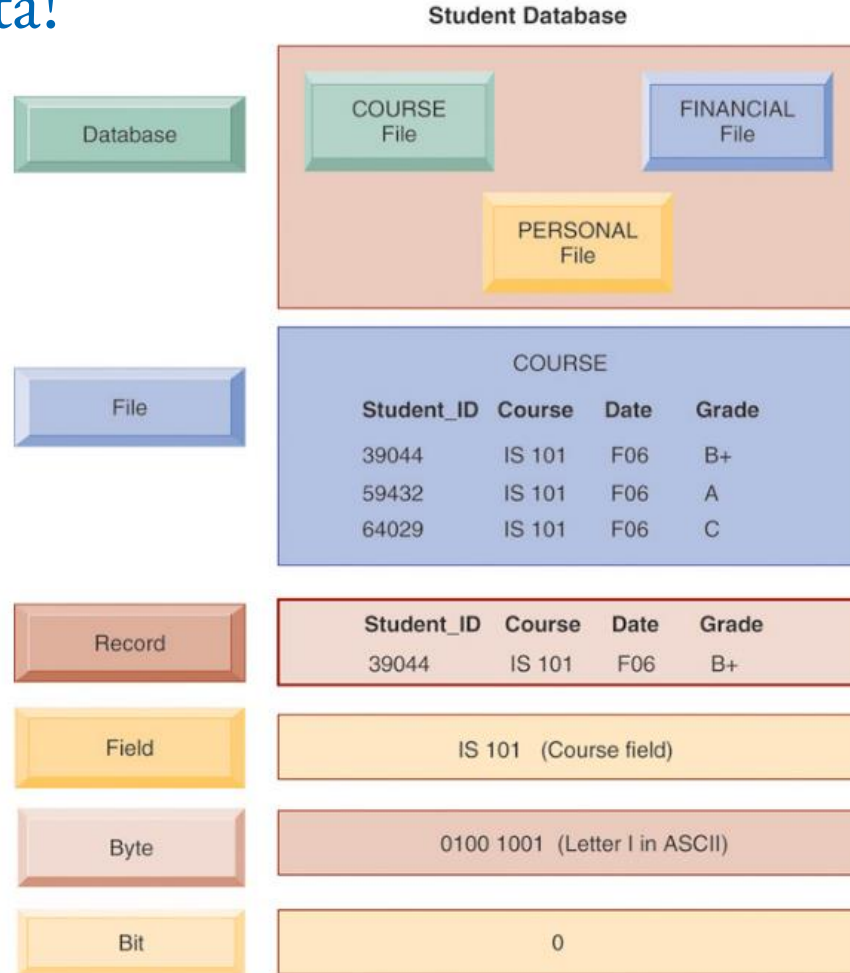 ta!
Student Database
Database
COURSE
File
FINANCIAL
File
PERSONAL
File
File
COURSE
Student_ID Course Date Grade
39044 IS 101 F06 B+
59432 IS 101 F06 A
64029 IS 101 F06 C
Record
Student_ID Course Date Grade
39044 IS 101 F06 B+
Field
IS 101 (Course field)
Byte
0100 1001 (Letter I in ASCII)
Bit
0